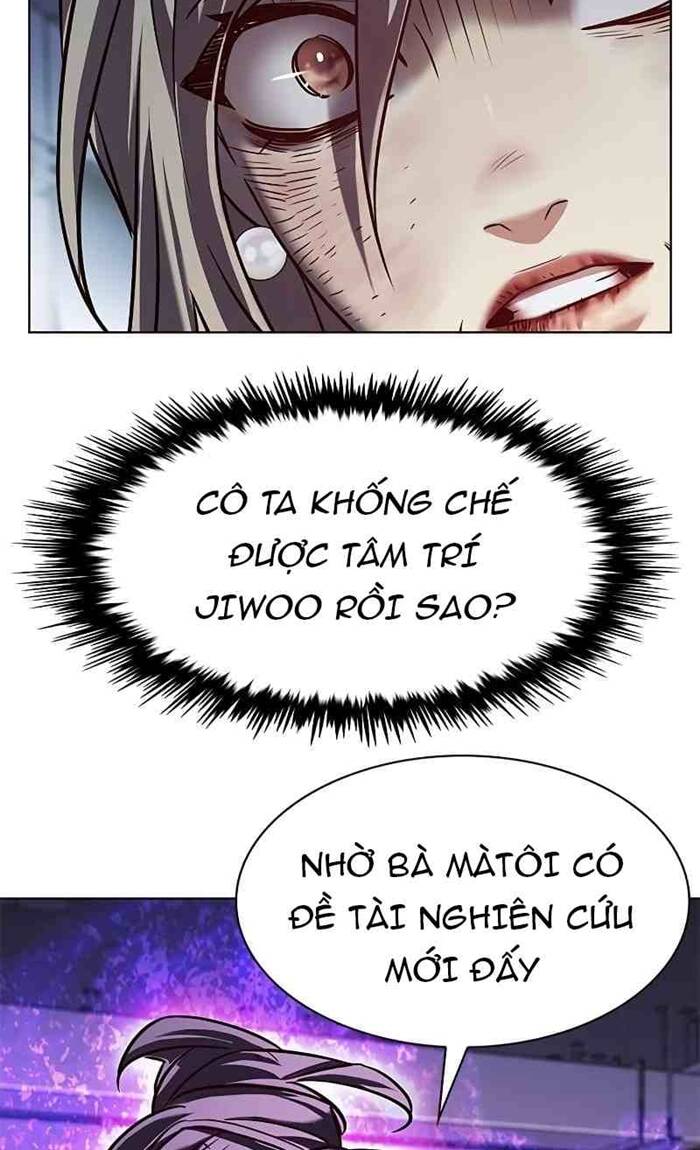 CÔ TA KHỐNG CHẾ
ĐƯỢC TÂM TRÍ
JIWOO RỒI SAO?
NHỜ BÀ MÀTÔI CÓ
ĐỀ TÀI NGHIÊN CỨU
MỚI ĐẤY